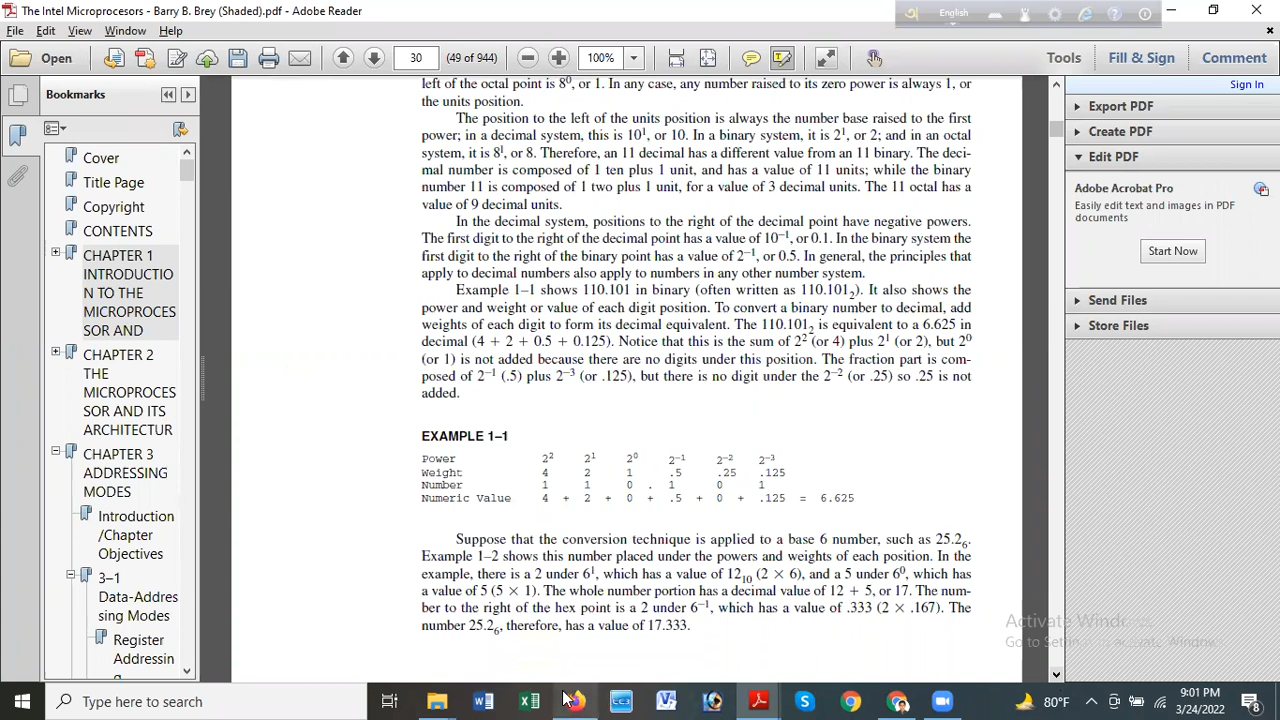 The Intel Microprocesors - Barry B. Brey (Shaded).pdf - Adobe Reader
English
File Edit View Window Help
Open 30 (49 of 944) 100% Tools Fill & Sign Comment
Bookmarks
Cover
Title Page
Copyright
CONTENTS
CHAPTER 1
INTRODUCTIO
N TO THE
MICROPROCES
SOR AND
CHAPTER 2
THE
MICROPROCES
SOR AND ITS
ARCHITECTUR
CHAPTER 3
ADDRESSING
MODES
Introduction
/Chapter
Objectives
3–1
Data-Addres
sing Modes
Register
Addressin
g
left of the octal point is 8⁰, or 1. In any case, any number raised to its zero power is always 1, or
the units position.
The position to the left of the units position is always the number base raised to the first
power; in a decimal system, this is 10¹, or 10. In a binary system, it is 2¹, or 2; and in an octal
system, it is 8¹, or 8. Therefore, an 11 decimal has a different value from an 11 binary. The deci-
mal number is composed of 1 ten plus 1 unit, and has a value of 11 units; while the binary
number 11 is composed of 1 two plus 1 unit, for a value of 3 decimal units. The 11 octal has a
value of 9 decimal units.
In the decimal system, positions to the right of the decimal point have negative powers.
The first digit to the right of the decimal point has a value of 10⁻¹, or 0.1. In the binary system the
first digit to the right of the binary point has a value of 2⁻¹, or 0.5. In general, the principles that
apply to decimal numbers also apply to numbers in any other number system.
Example 1–1 shows 110.101 in binary (often written as 110.101₂). It also shows the
power and weight or value of each digit position. To convert a binary number to decimal, add
weights of each digit to form its decimal equivalent. The 110.101₂ is equivalent to a 6.625 in
decimal (4 + 2 + 0.5 + 0.125). Notice that this is the sum of 2² (or 4) plus 2¹ (or 2), but 2⁰
(or 1) is not added because there are no digits under this position. The fraction part is com-
posed of 2⁻¹ (.5) plus 2⁻³ (or .125), but there is no digit under the 2⁻² (or .25) so .25 is not
added.
EXAMPLE 1–1
Power 2² 2¹ 2⁰ 2⁻¹ 2⁻² 2⁻³
Weight 4 2 1 .5 .25 .125
Number 1 1 0 . 1 0 1
Numeric Value 4 + 2 + 0 + .5 + 0 + .125 = 6.625
Suppose that the conversion technique is applied to a base 6 number, such as 25.2₆.
Example 1–2 shows this number placed under the powers and weights of each position. In the
example, there is a 2 under 6¹, which has a value of 12₁₀ (2 × 6), and a 5 under 6⁰, which has
a value of 5 (5 × 1). The whole number portion has a decimal value of 12 + 5, or 17. The num-
ber to the right of the hex point is a 2 under 6⁻¹, which has a value of .333 (2 × .167). The
number 25.2₆, therefore, has a value of 17.333.
Sign In
Export PDF
Create PDF
Edit PDF
Adobe Acrobat Pro
Easily edit text and images in PDF
documents
Start Now
Send Files
Store Files
Activate Windows
Go to Settings to activate Windows.
Type here to search
80°F
9:01 PM
3/24/2022
8